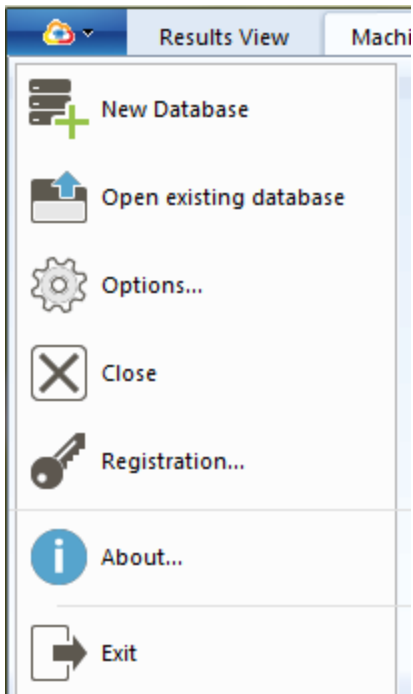 Results View
New Database
Open existing database
Options...
Close
Registration...
About...
Exit